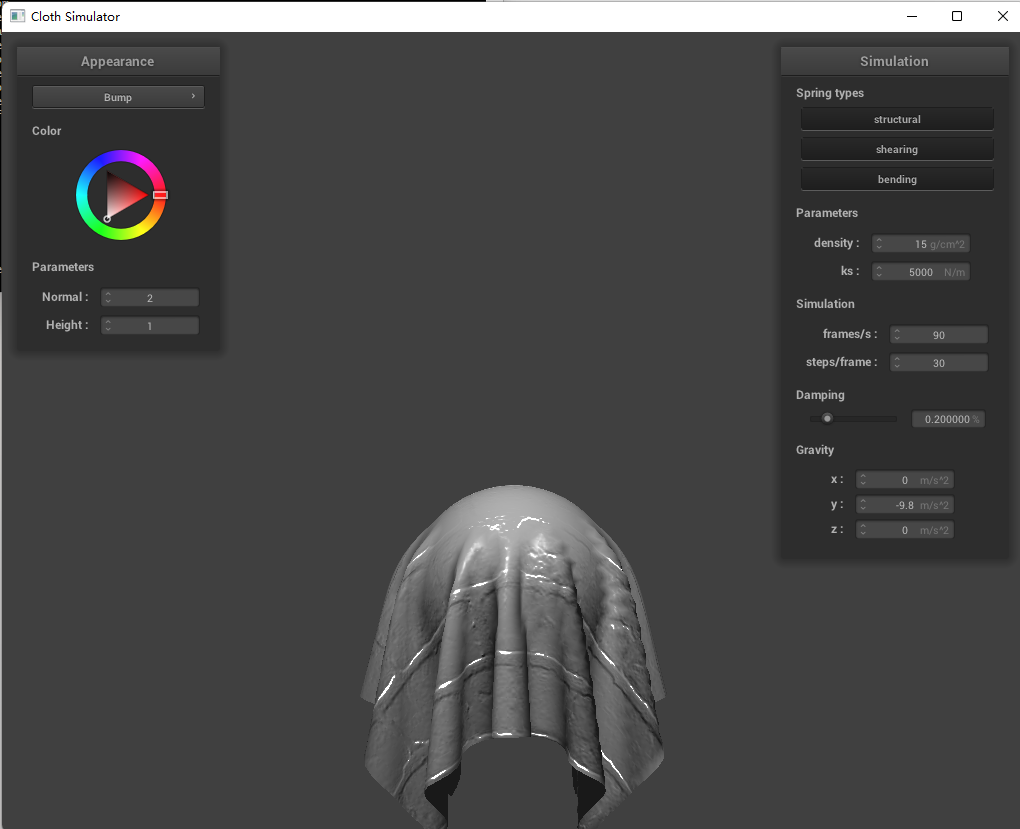 Cloth Simulator
Appearance
Bump
Color
Parameters
Normal : 2
Height : 1
Simulation
Spring types
structural
shearing
bending
Parameters
density : 15 g/cm^2
ks : 5000 N/m
Simulation
frames/s : 90
steps/frame : 30
Damping
0.200000 %
Gravity
x : 0 m/s^2
y : -9.8 m/s^2
z : 0 m/s^2